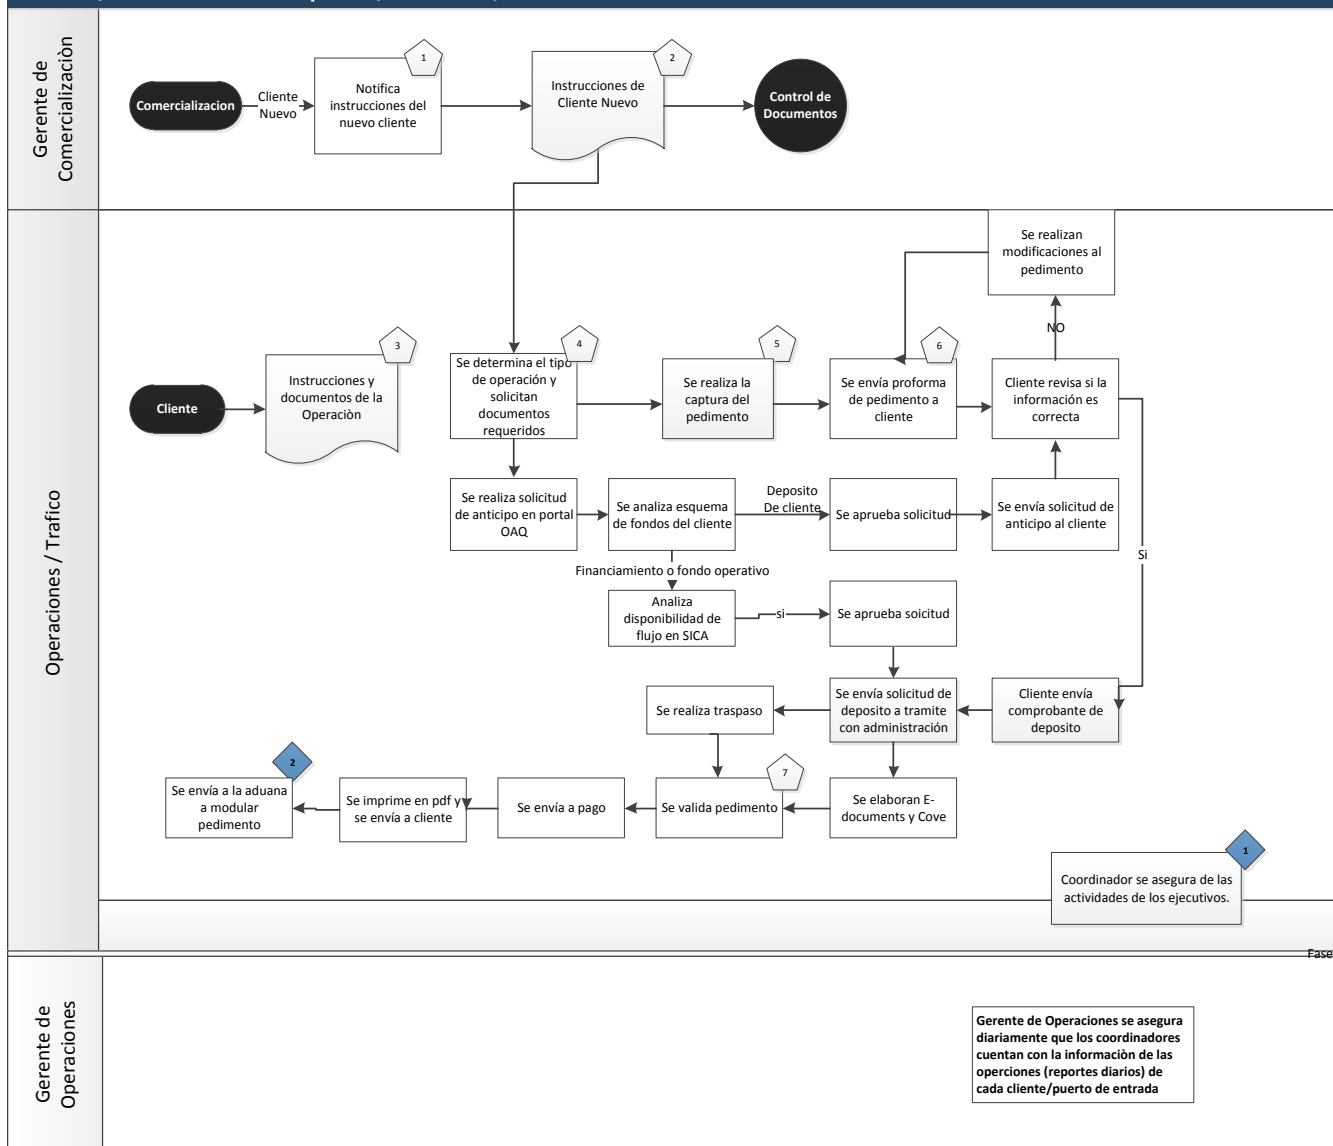 Gerente de
Comercializaciòn
Comercializacion
Cliente
Nuevo
1
Notifica
instrucciones del
nuevo cliente
2
Instrucciones de
Cliente Nuevo
Control de
Documentos
Operaciones / Trafico
Se realizan
modificaciones al
pedimento
NO
Cliente
3
Instrucciones y
documentos de la
Operaciòn
4
Se determina el tipo
de operación y
solicitan
documentos
requeridos
5
Se realiza la
captura del
pedimento
6
Se envía proforma
de pedimento a
cliente
Cliente revisa si la
información es
correcta
Se realiza solicitud
de anticipo en portal
OAQ
Se analiza esquema
de fondos del cliente
Deposito
De cliente
Se aprueba solicitud
Se envía solicitud de
anticipo al cliente
Si
Financiamiento o fondo operativo
Analiza
disponibilidad de
flujo en SICA
si
Se aprueba soicitud
Se realiza traspaso
Se envía solicitud de
deposito a tramite
con administración
Cliente envía
comprobante de
deposito
2
Se envía a la aduana
a modular
pedimento
Se imprime en pdf y
se envía a cliente
Se envía a pago
7
Se valida pedimento
Se elaboran E-
documents y Cove
1
Coordinador se asegura de las
actividades de los ejecutivos.
Fase
Gerente de
Operaciones
Gerente de Operaciones se asegura
diariamente que los coordinadores
cuentan con la informaciòn de las
operciones (reportes diarios) de
cada cliente/puerto de entrada